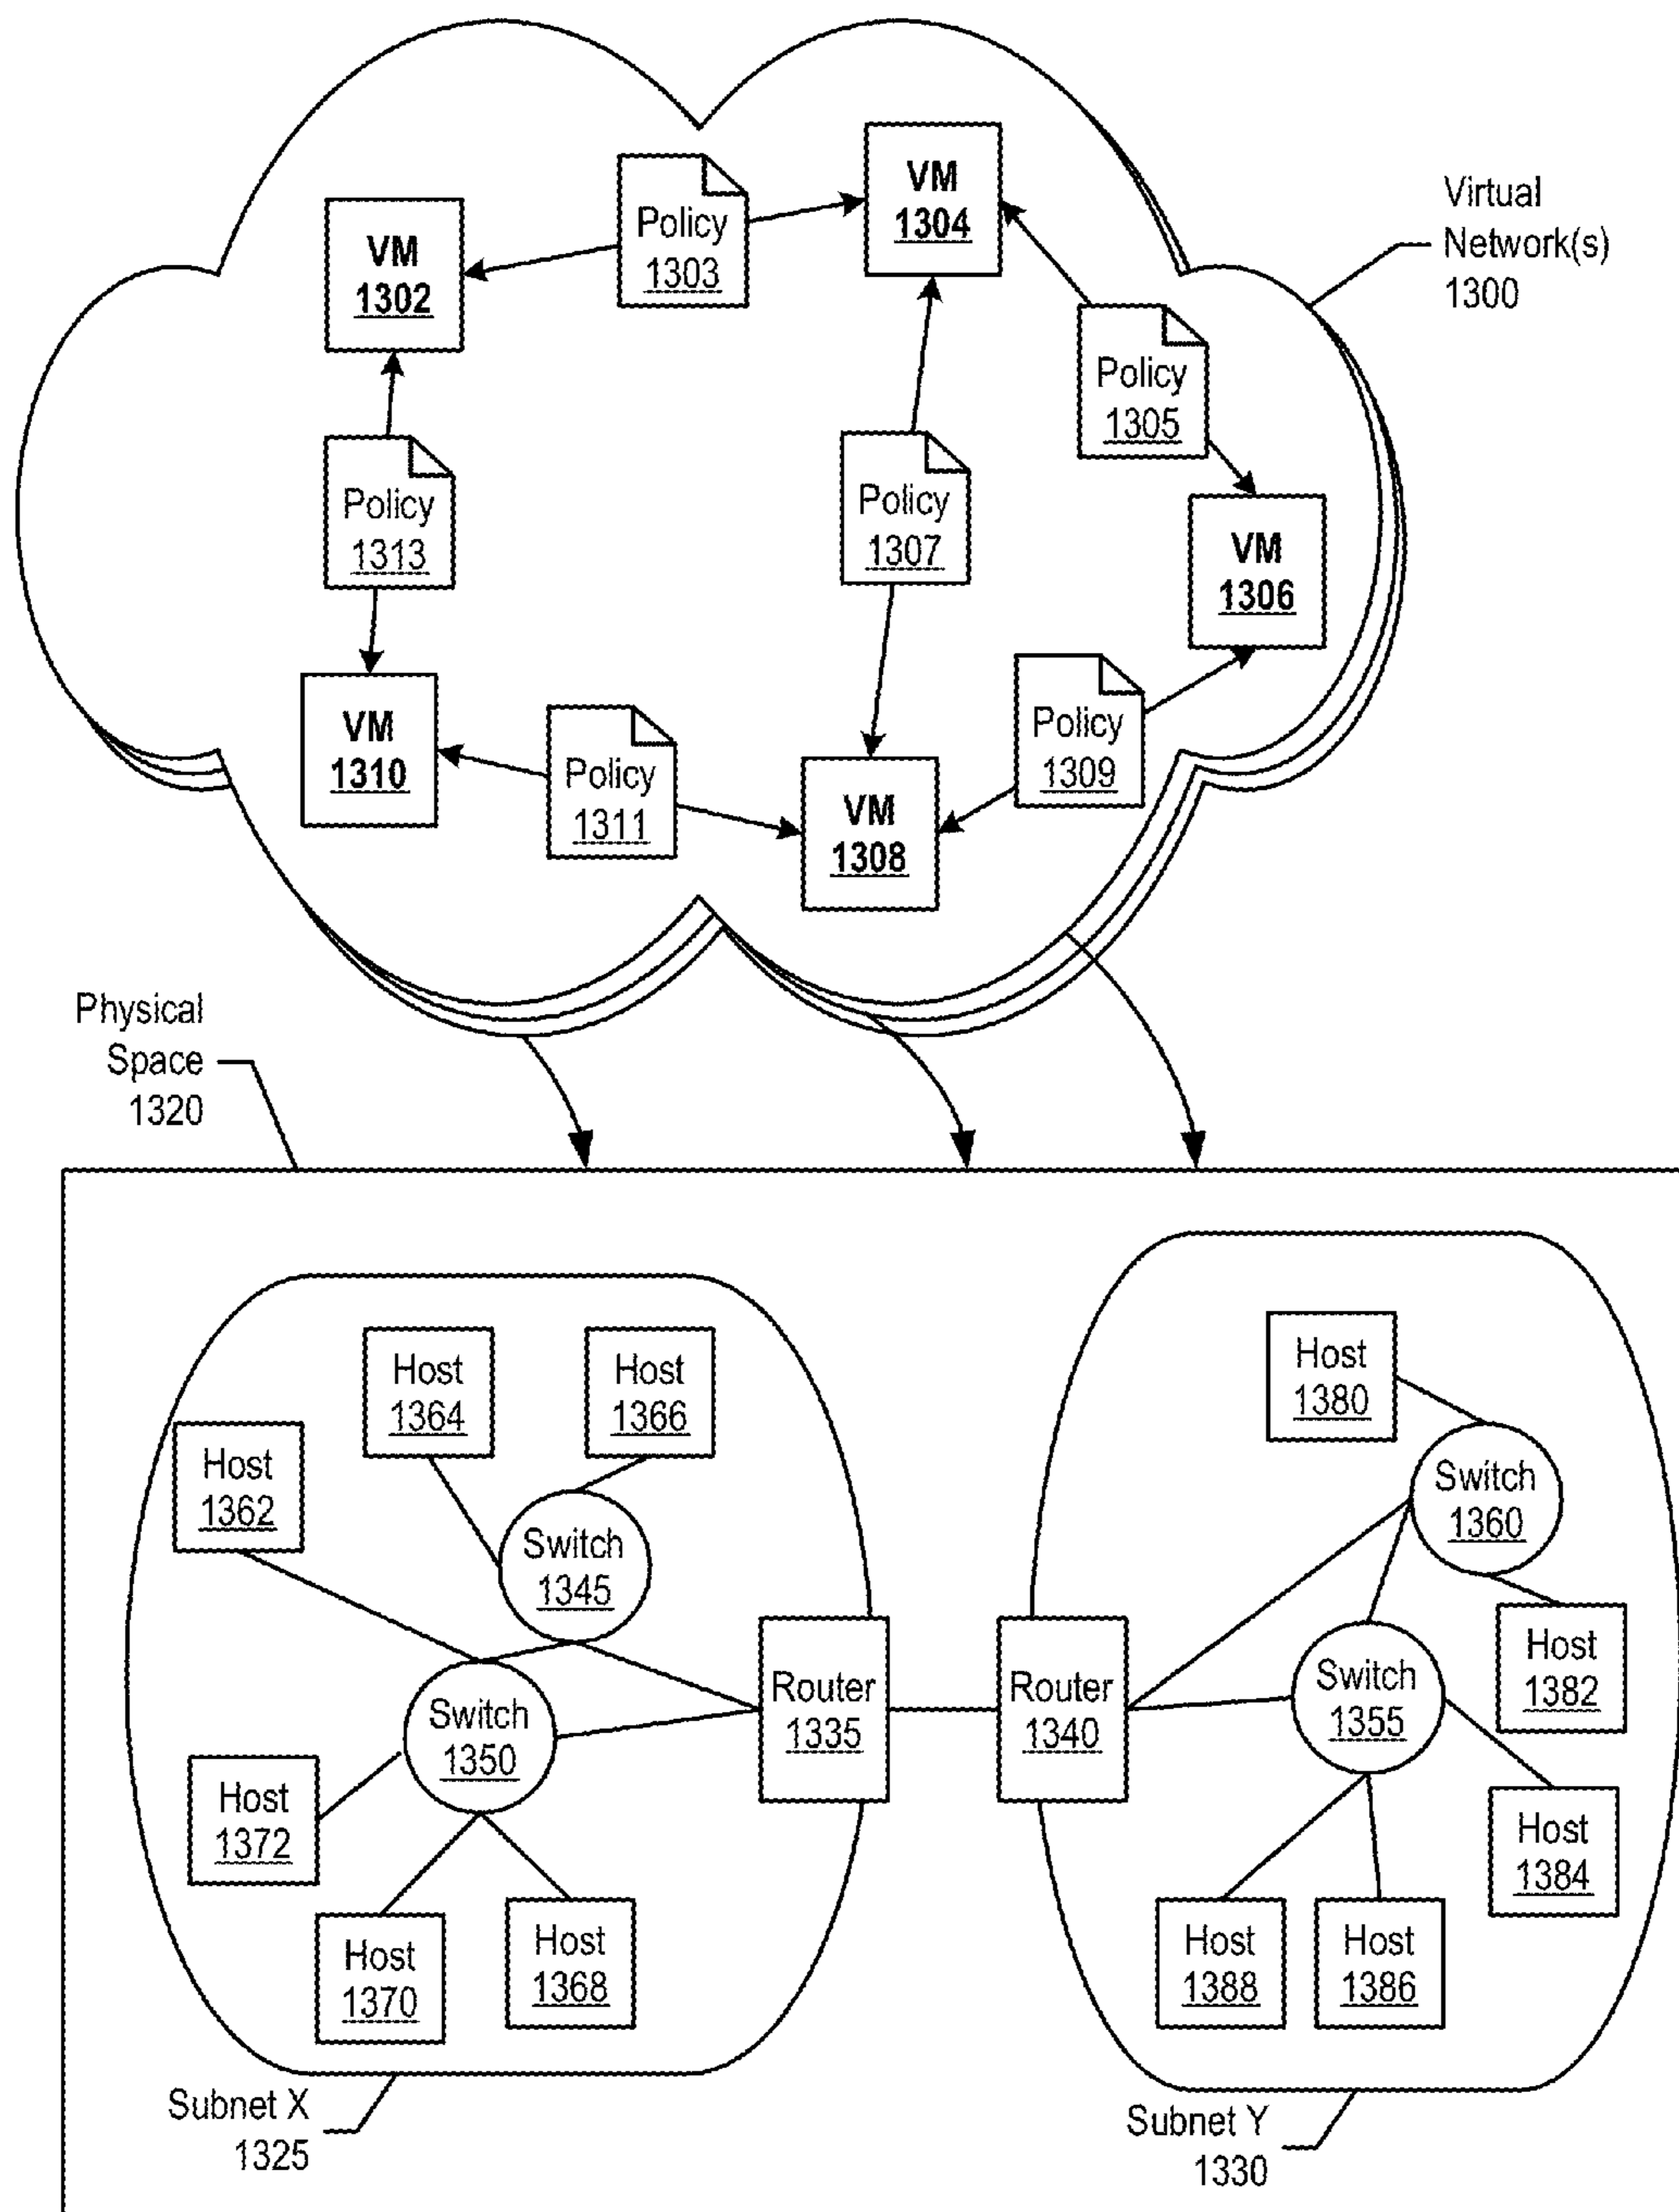 VM
1304
Policy
1303
Virtual
Network(s)
1300
VM
1302
Policy
1305
Policy
1313
Policy
1307
VM
1306
VM
1310
Policy
1309
Policy
1311
VM
1308
Physical
Space
1320
Host
1364
Host
1366
Host
1380
Host
1362
Switch
1360
Switch
1345
Host
1382
Switch
1350
Router
1335
Router
1340
Switch
1355
Host
1372
Host
1384
Host
1370
Host
1368
Host
1388
Host
1386
Subnet X
1325
Subnet Y
1330